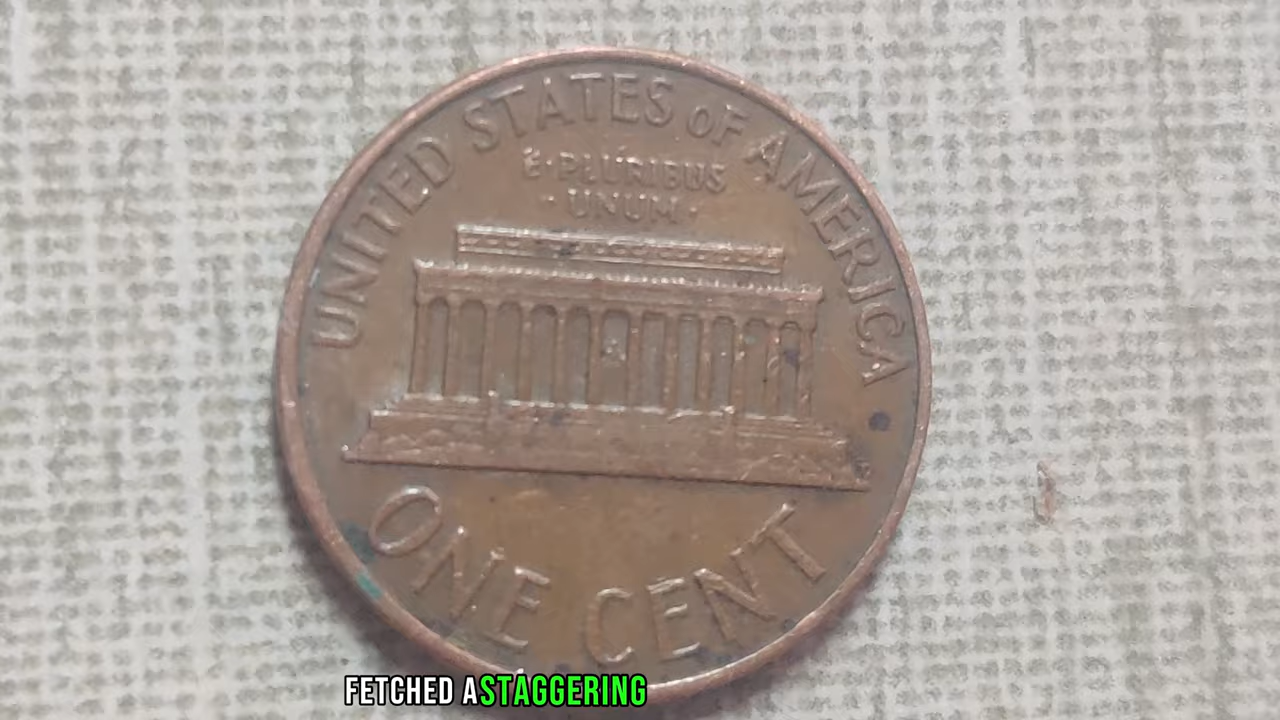 UNITED STATES OF AMERICA
E·PLURIBUS
·UNUM·
ONE CENT
FETCHED A STAGGERING